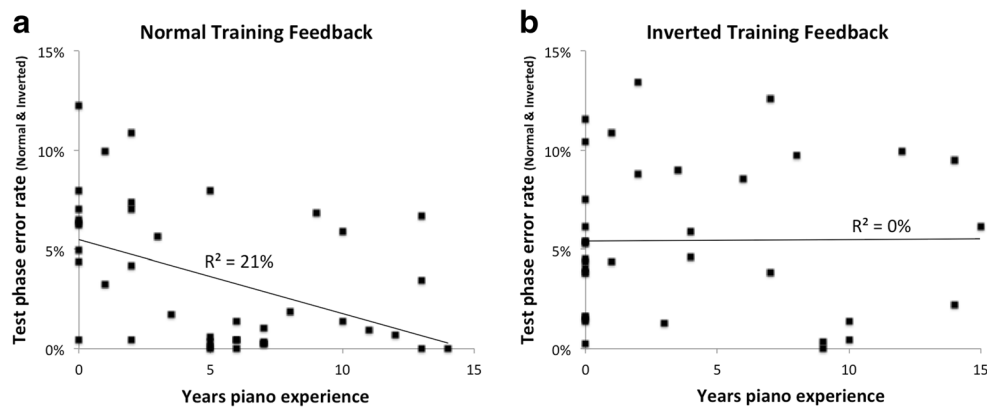 a
Normal Training Feedback
Test phase error rate (Normal & Inverted)
15%
10%
5%
0%
R² = 21%
0
5
10
15
Years piano experience
b
Inverted Training Feedback
Test phase error rate (Normal & Inverted)
15%
10%
5%
0%
R² = 0%
0
5
10
15
Years piano experience